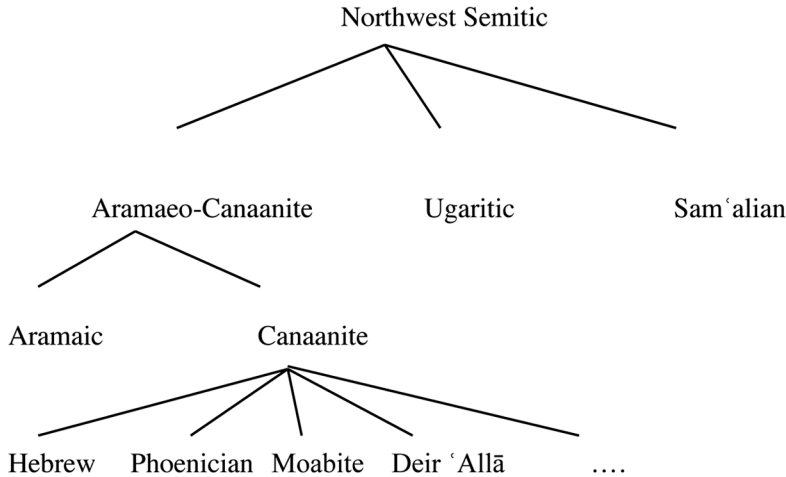 Northwest Semitic
Aramaeo-Canaanite Ugaritic Samʿalian
Aramaic Canaanite
Hebrew Phoenician Moabite Deir ʿAllā ….